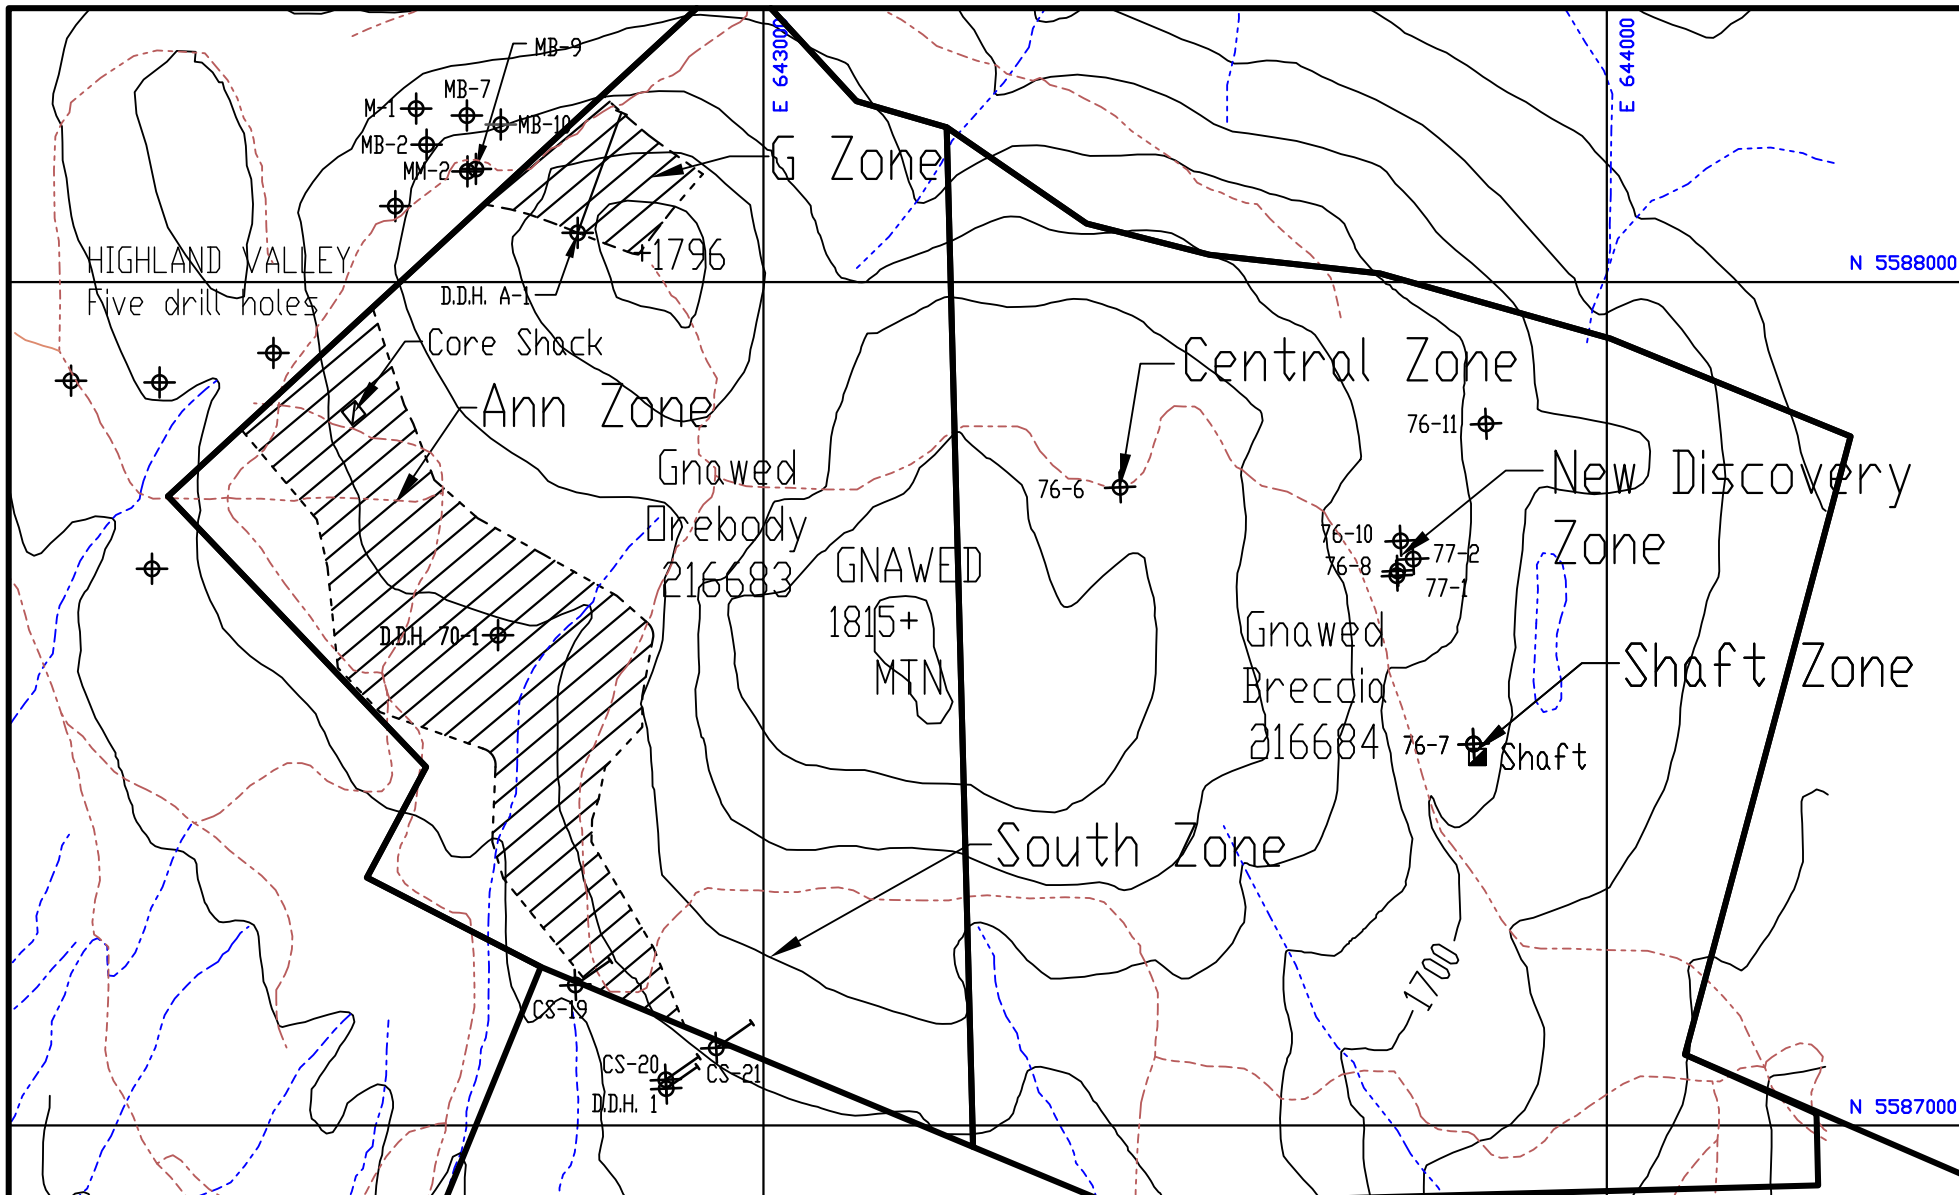 E 643000
E 644000
MB-9
MB-7
M-1
MB-10
MB-2
MM-2
G Zone
HIGHLAND VALLEY
Five drill holes
+1796
N 5588000
D.D.H. A-1
Core Shack
Ann Zone
Central Zone
76-11
Gnawed
Orebody
216683
76-6
New Discovery
Zone
76-10
77-2
76-8
77-1
GNAWED
1815+
MTN
D.D.H. 70-1
Gnawed
Breccia
216684
Shaft Zone
76-7
Shaft
South Zone
1700
CS-19
CS-20
CS-21
D.D.H. 1
N 5587000